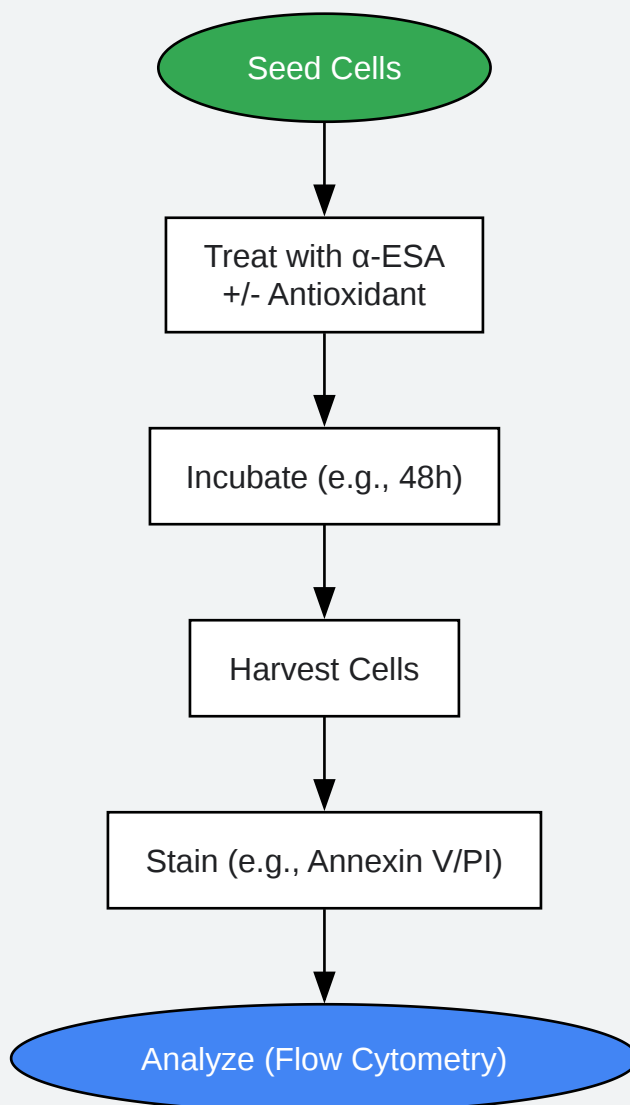 Seed Cells
Treat with α-ESA
+/- Antioxidant
Incubate (e.g., 48h)
Harvest Cells
Stain (e.g., Annexin V/PI)
Analyze (Flow Cytometry)